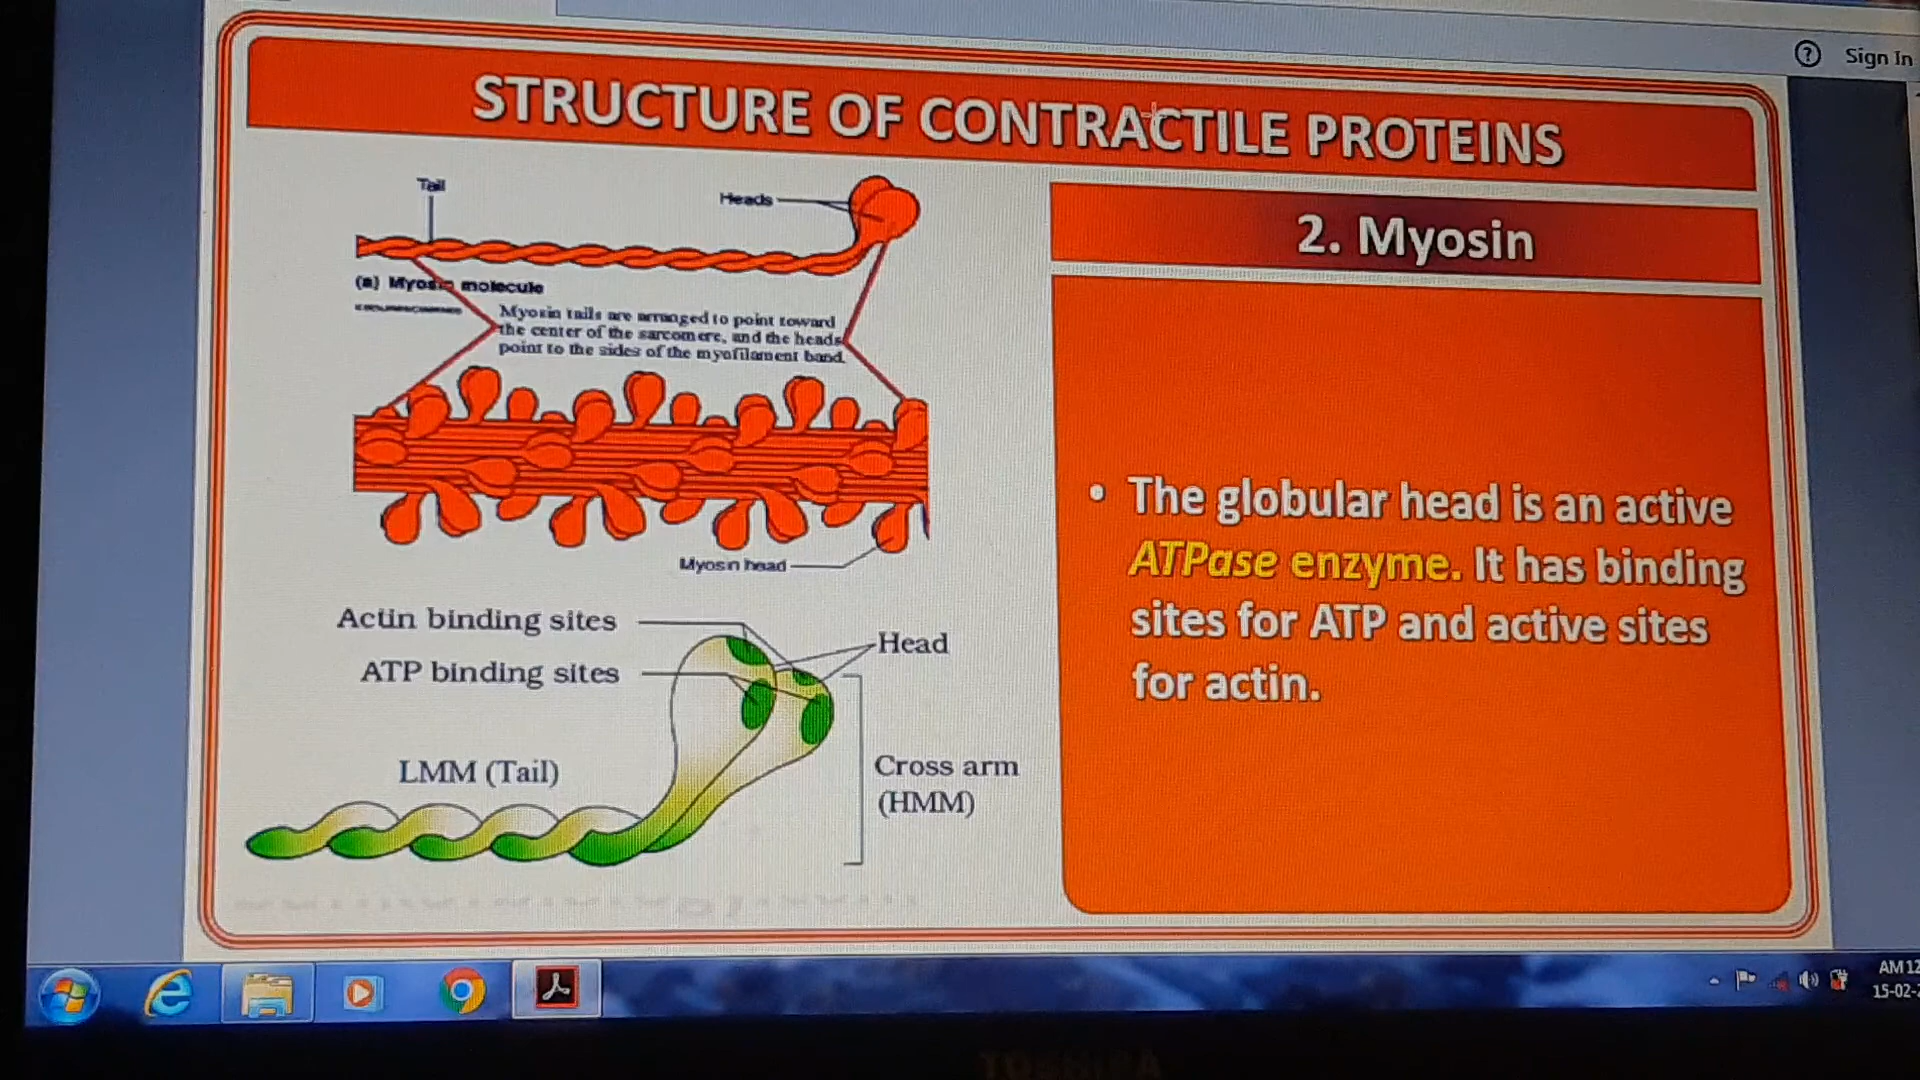 Sign In
STRUCTURE OF CONTRACTILE PROTEINS
Tail
Heads
(a) Myosin molecule
Myosin tails are arranged to point toward
the center of the sarcomere, and the heads
point to the sides of the myofilament band.
Myosin head
Actin binding sites
ATP binding sites
Head
LMM (Tail)
Cross arm
(HMM)
2. Myosin
• The globular head is an active
ATPase enzyme. It has binding
sites for ATP and active sites
for actin.
AM 12
15-02-
TOSHIBA